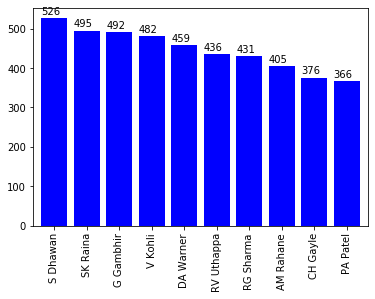 526
495
492
482
459
436
431
405
376
366
500
400
300
200
100
0
S Dhawan
SK Raina
G Gambhir
V Kohli
DA Warner
RV Uthappa
RG Sharma
AM Rahane
CH Gayle
PA Patel